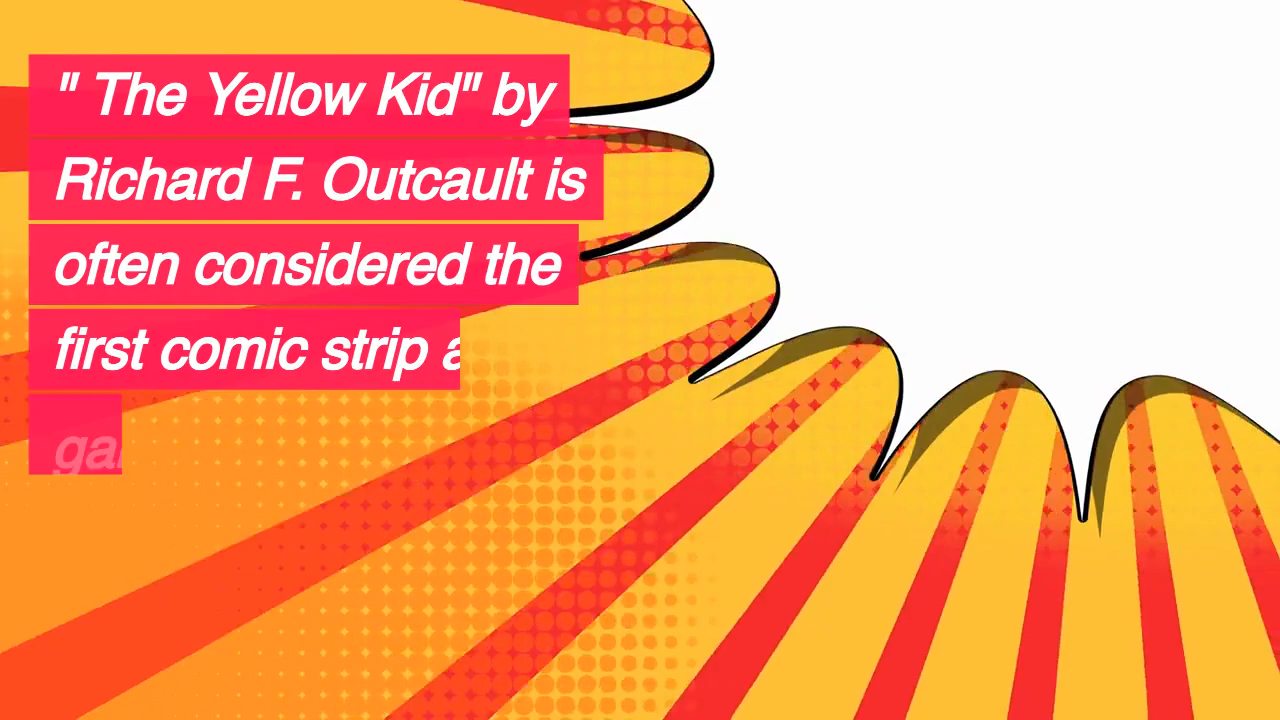 " The Yellow Kid" by
Richard F. Outcault is
often considered the
first comic strip